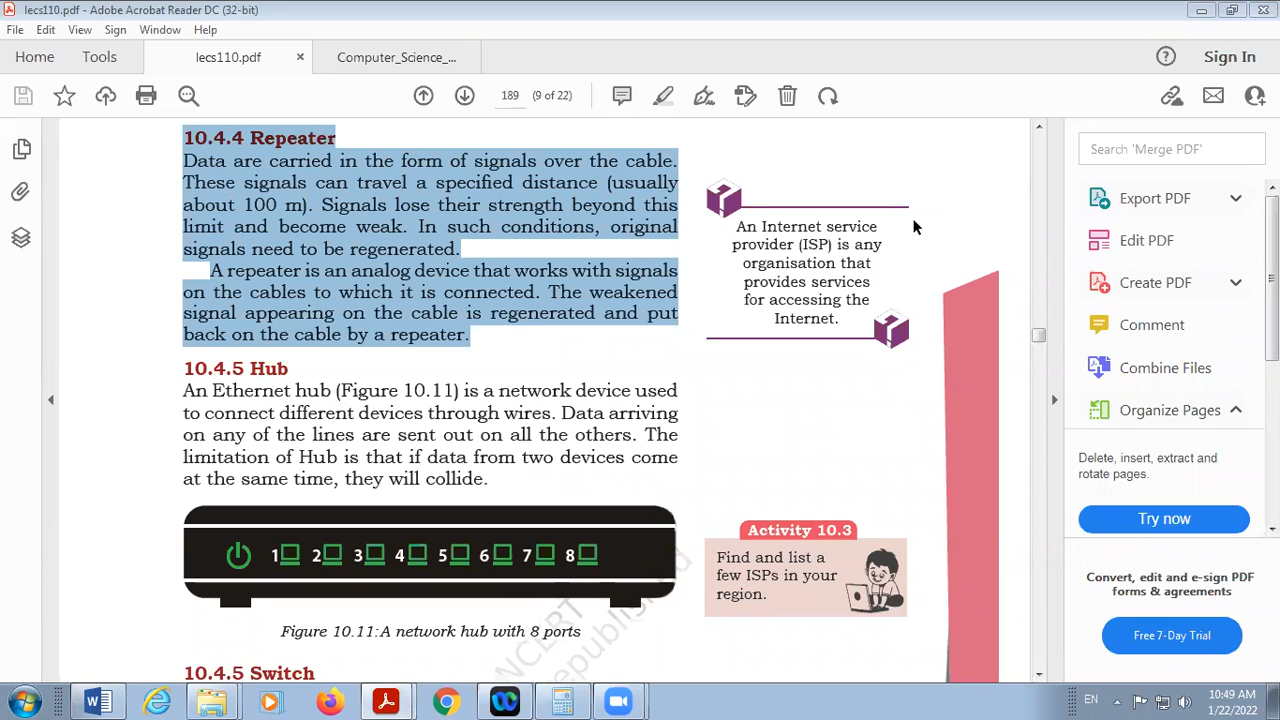 lecs110.pdf - Adobe Acrobat Reader DC (32-bit)
File Edit View Sign Window Help
Home Tools lecs110.pdf × Computer_Science_...
Sign In
189 (9 of 22)
10.4.4 Repeater
Data are carried in the form of signals over the cable.
These signals can travel a specified distance (usually
about 100 m). Signals lose their strength beyond this
limit and become weak. In such conditions, original
signals need to be regenerated.
A repeater is an analog device that works with signals
on the cables to which it is connected. The weakened
signal appearing on the cable is regenerated and put
back on the cable by a repeater.
10.4.5 Hub
An Ethernet hub (Figure 10.11) is a network device used
to connect different devices through wires. Data arriving
on any of the lines are sent out on all the others. The
limitation of Hub is that if data from two devices come
at the same time, they will collide.
1 2 3 4 5 6 7 8
Figure 10.11:A network hub with 8 ports
10.4.5 Switch
An Internet service
provider (ISP) is any
organisation that
provides services
for accessing the
Internet.
Activity 10.3
Find and list a
few ISPs in your
region.
NCERT
republished
Search 'Merge PDF'
Export PDF
Edit PDF
Create PDF
Comment
Combine Files
Organize Pages
Delete, insert, extract and
rotate pages.
Try now
Convert, edit and e-sign PDF
forms & agreements
Free 7-Day Trial
EN
10:49 AM
1/22/2022